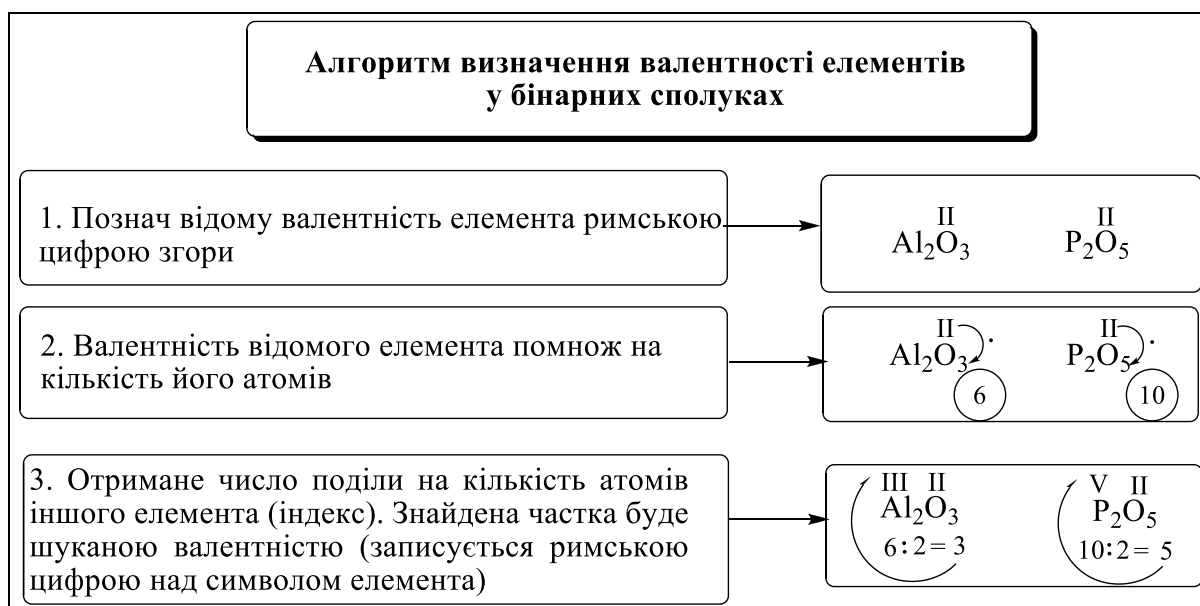 Алгоритм визначення валентності елементів
у бінарних сполуках
1. Познач відому валентність елемента римською
цифрою згори
II II
Al₂O₃ P₂O₅
2. Валентність відомого елемента помнож на
кількість його атомів
II II
Al₂O₃ · P₂O₅ ·
6 10
3. Отримане число поділи на кількість атомів
іншого елемента (індекс). Знайдена частка буде
шуканою валентністю (записується римською
цифрою над символом елемента)
III II V II
Al₂O₃ P₂O₅
6:2=3 10:2= 5